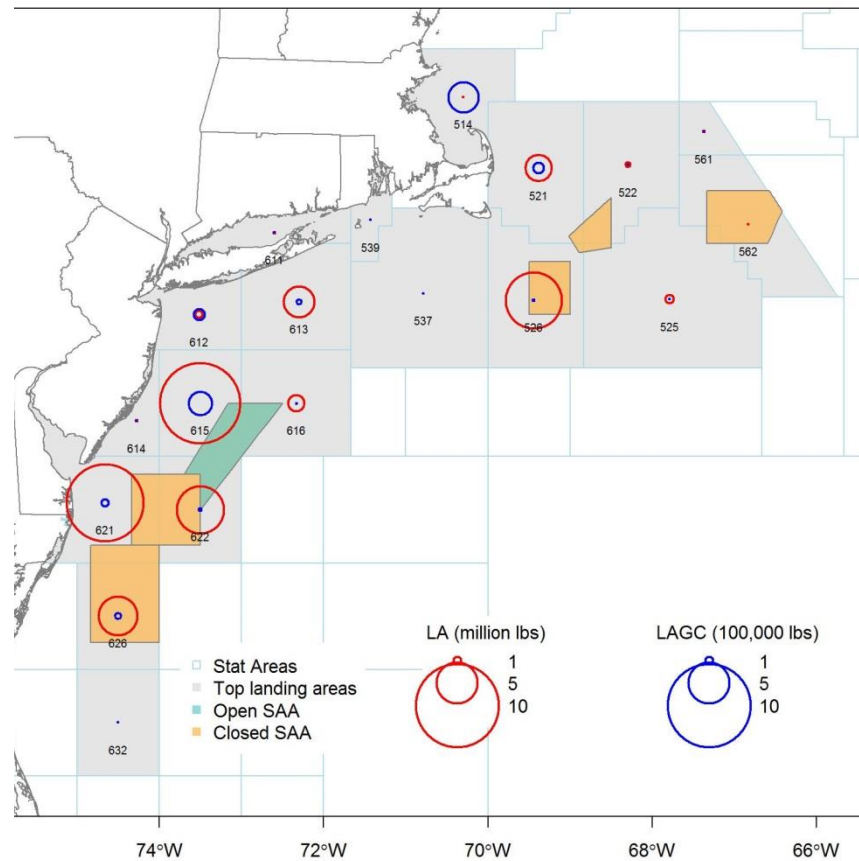 514
521
522
561
562
611
539
537
526
525
612
613
615
616
614
621
622
626
632
LA (million lbs)
1
5
10
LAGC (100,000 lbs)
1
5
10
Stat Areas
Top landing areas
Open SAA
Closed SAA
74°W
72°W
70°W
68°W
66°W